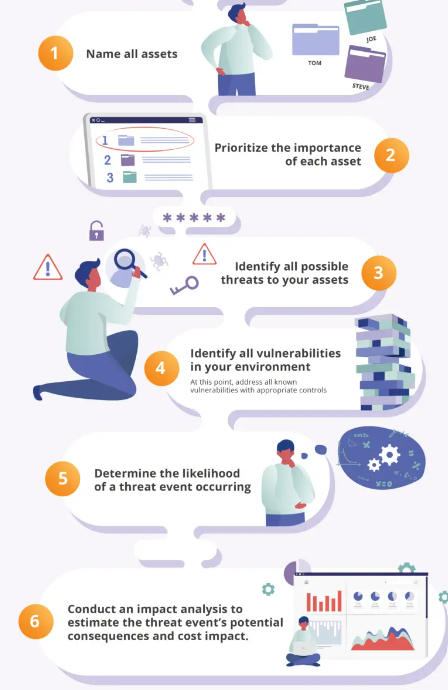 1
Name all assets
TOM
JOE
STEVE
1
2
3
Prioritize the importance
of each asset
2
*****
Identify all possible
threats to your assets
3
4
Identify all vulnerabilities
in your environment
At this point, address all known
vulnerabilities with appropriate controls
5
Determine the likelihood
of a threat event occurring
6
Conduct an impact analysis to
estimate the threat event's potential
consequences and cost impact.